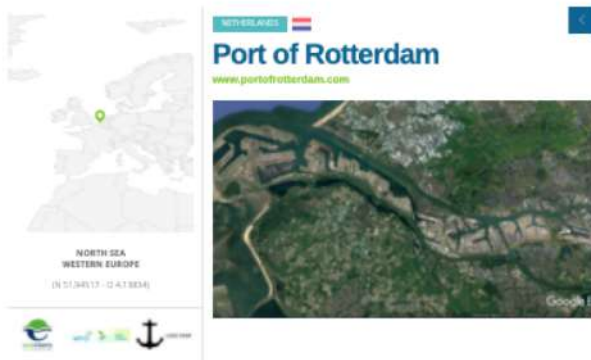 NETHERLANDS
Port of Rotterdam
www.portofrotterdam.com
NORTH SEA
WESTERN EUROPE
Google